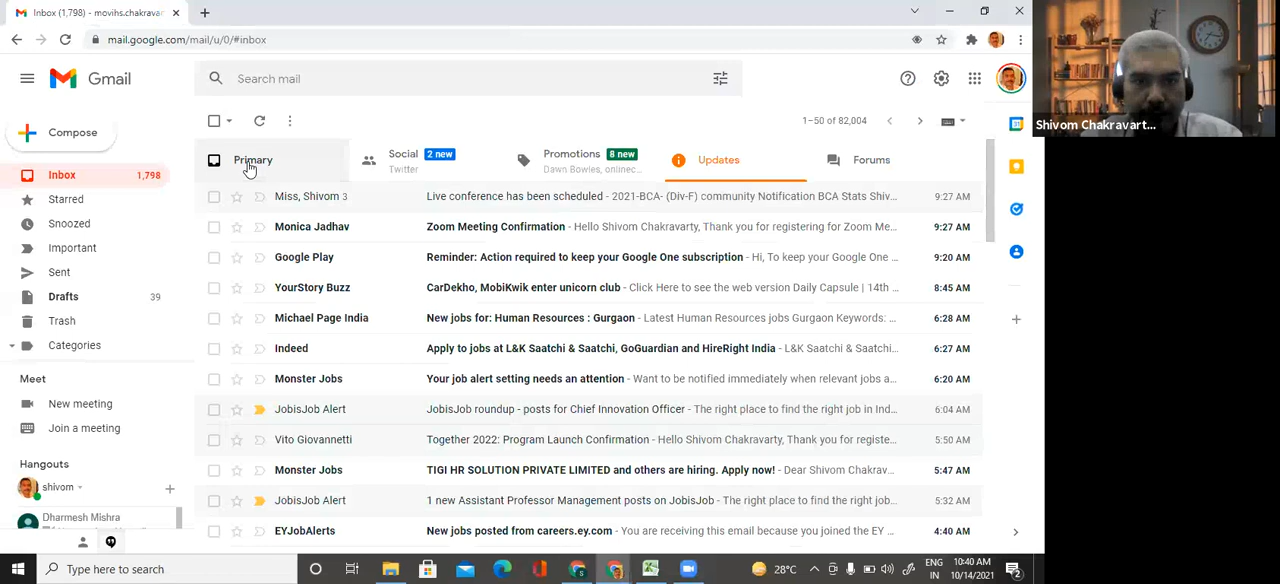 Inbox (1,798) - movihs.chakravar
mail.google.com/mail/u/0/#inbox
Gmail
Search mail
Shivom Chakravart...
Compose
1–50 of 82,004
Primary
Social 2 new
Twitter
Promotions 8 new
Dawn Bowles, onlinec...
Updates
Forums
Inbox 1,798
Starred
Snoozed
Important
Sent
Drafts 39
Trash
Categories
Meet
New meeting
Join a meeting
Hangouts
shivom
Dharmesh Mishra
Miss, Shivom 3 Live conference has been scheduled - 2021-BCA- (Div-F) community Notification BCA Stats Shiv... 9:27 AM
Monica Jadhav Zoom Meeting Confirmation - Hello Shivom Chakravarty, Thank you for registering for Zoom Me... 9:27 AM
Google Play Reminder: Action required to keep your Google One subscription - Hi, To keep your Google One ... 9:20 AM
YourStory Buzz CarDekho, MobiKwik enter unicorn club - Click Here to see the web version Daily Capsule | 14th ... 8:45 AM
Michael Page India New jobs for: Human Resources : Gurgaon - Latest Human Resources jobs Gurgaon Keywords: ... 6:28 AM
Indeed Apply to jobs at L&K Saatchi & Saatchi, GoGuardian and HireRight India - L&K Saatchi & Saatchi, ... 6:27 AM
Monster Jobs Your job alert setting needs an attention - Want to be notified immediately when relevant jobs a... 6:20 AM
JobisJob Alert JobisJob roundup - posts for Chief Innovation Officer - The right place to find the right job in Ind... 6:04 AM
Vito Giovannetti Together 2022: Program Launch Confirmation - Hello Shivom Chakravarty, Thank you for registe... 5:50 AM
Monster Jobs TIGI HR SOLUTION PRIVATE LIMITED and others are hiring. Apply now! - Dear Shivom Chakrav... 5:47 AM
JobisJob Alert 1 new Assistant Professor Management posts on JobisJob - The right place to find the right job... 5:32 AM
EYJobAlerts New jobs posted from careers.ey.com - You are receiving this email because you joined the EY ... 4:40 AM
Type here to search
28°C
ENG
IN
10:40 AM
10/14/2021
2